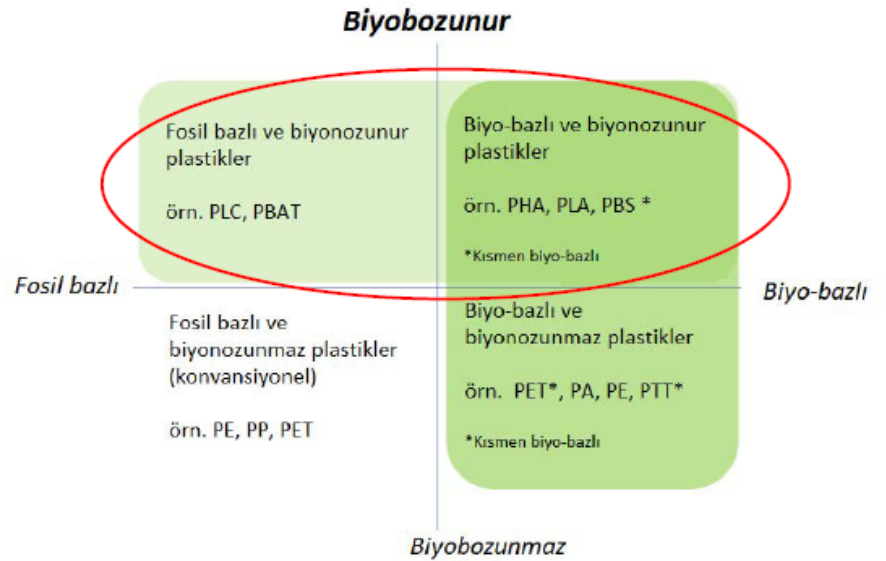 Biyobozunur
Fosil bazlı ve biyonozunur
plastikler
örn. PLC, PBAT
Biyo-bazlı ve biyonozunur
plastikler
örn. PHA, PLA, PBS *
*Kısmen biyo-bazlı
Fosil bazlı
Biyo-bazlı
Fosil bazlı ve
biyonozunmaz plastikler
(konvansiyonel)
örn. PE, PP, PET
Biyo-bazlı ve
biyonozunmaz plastikler
örn. PET*, PA, PE, PTT*
*Kısmen biyo-bazlı
Biyobozunmaz